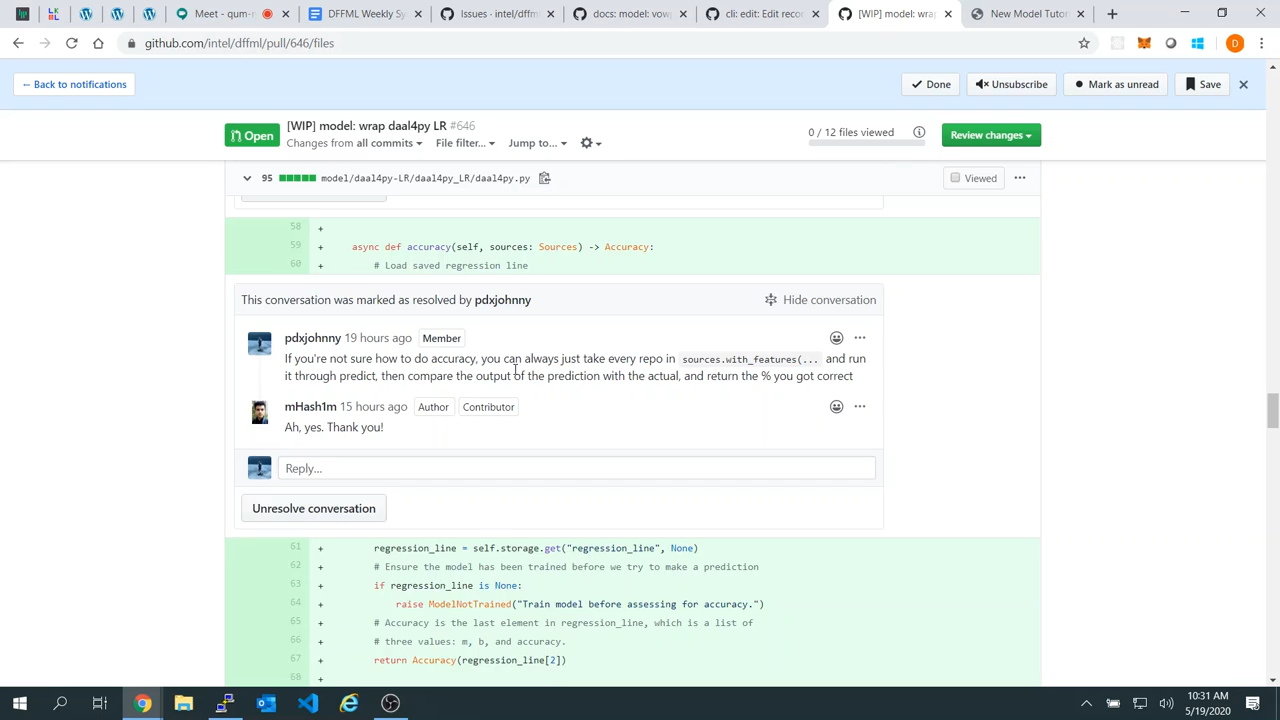 Meet - qum-e
DFFML Weekly Sy
Issues - intel/dffml
docs: model: vow
cli: edit: Edit reco
[WIP] model: wrap
New Model Tutor
github.com/intel/dffml/pull/646/files
D
← Back to notifications
Done
Unsubscribe
Mark as unread
Save
Open
[WIP] model: wrap daal4py LR #646
Changes from all commits
File filter...
Jump to...
0 / 12 files viewed
Review changes
95
model/daal4py-LR/daal4py_LR/daal4py.py
Viewed
58 +
59 + async def accuracy(self, sources: Sources) -> Accuracy:
60 + # Load saved regression line
This conversation was marked as resolved by pdxjohnny
Hide conversation
pdxjohnny 19 hours ago Member
If you're not sure how to do accuracy, you can always just take every repo in sources.with_features(... and run
it through predict, then compare the output of the prediction with the actual, and return the % you got correct
mHash1m 15 hours ago Author Contributor
Ah, yes. Thank you!
Reply...
Unresolve conversation
61 + regression_line = self.storage.get("regression_line", None)
62 + # Ensure the model has been trained before we try to make a prediction
63 + if regression_line is None:
64 + raise ModelNotTrained("Train model before assessing for accuracy.")
65 + # Accuracy is the last element in regression_line, which is a list of
66 + # three values: m, b, and accuracy.
67 + return Accuracy(regression_line[2])
68 +
10:31 AM
5/19/2020